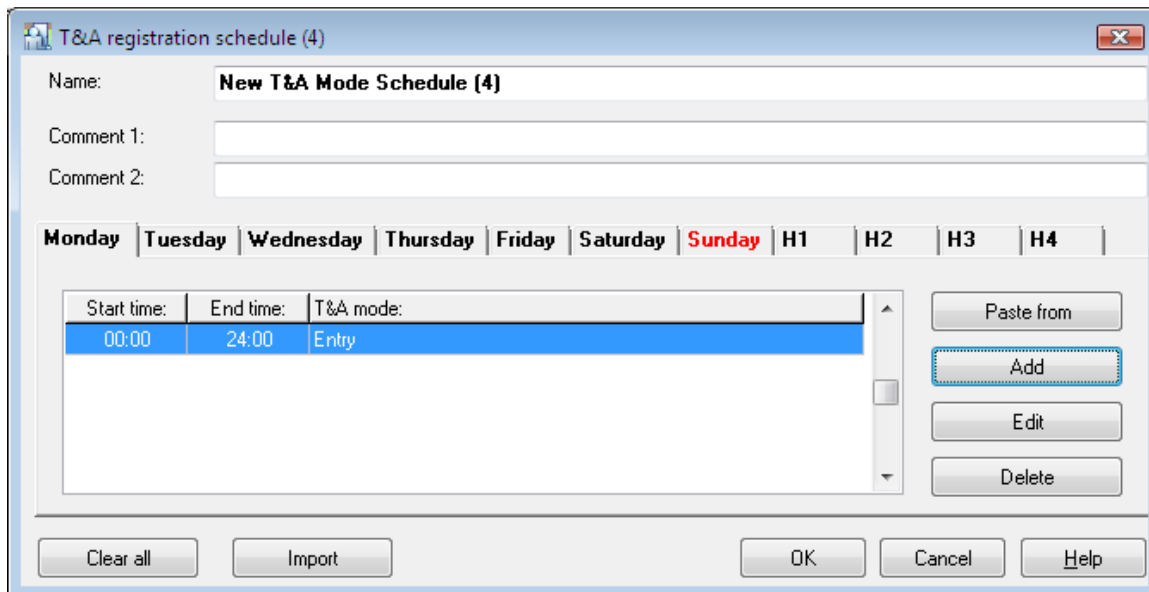 T&A registration schedule (4)
Name: New T&A Mode Schedule (4)
Comment 1:
Comment 2:
Monday Tuesday Wednesday Thursday Friday Saturday Sunday H1 H2 H3 H4
Start time: End time: T&A mode:
00:00 24:00 Entry
Paste from
Add
Edit
Delete
Clear all Import OK Cancel Help